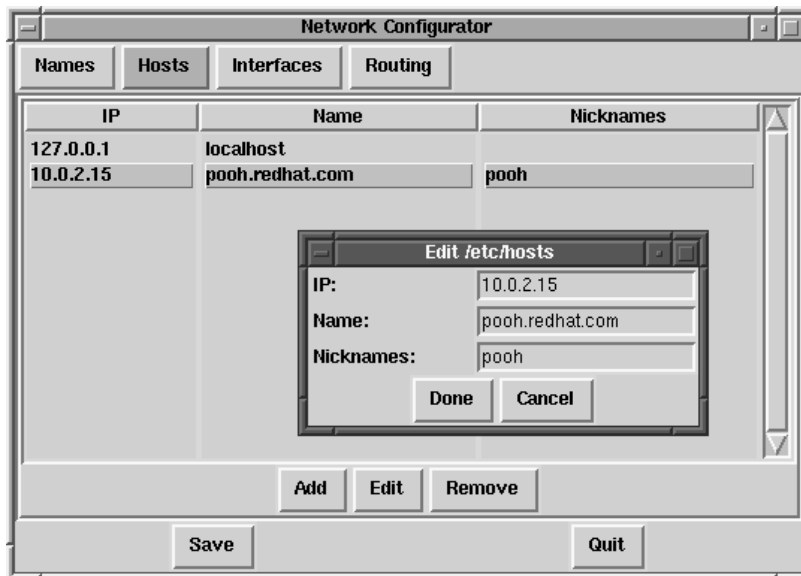 Network Configurator
Names Hosts Interfaces Routing
IP Name Nicknames
127.0.0.1 localhost
10.0.2.15 pooh.redhat.com pooh
Edit /etc/hosts
IP: 10.0.2.15
Name: pooh.redhat.com
Nicknames: pooh
Done Cancel
Add Edit Remove
Save Quit